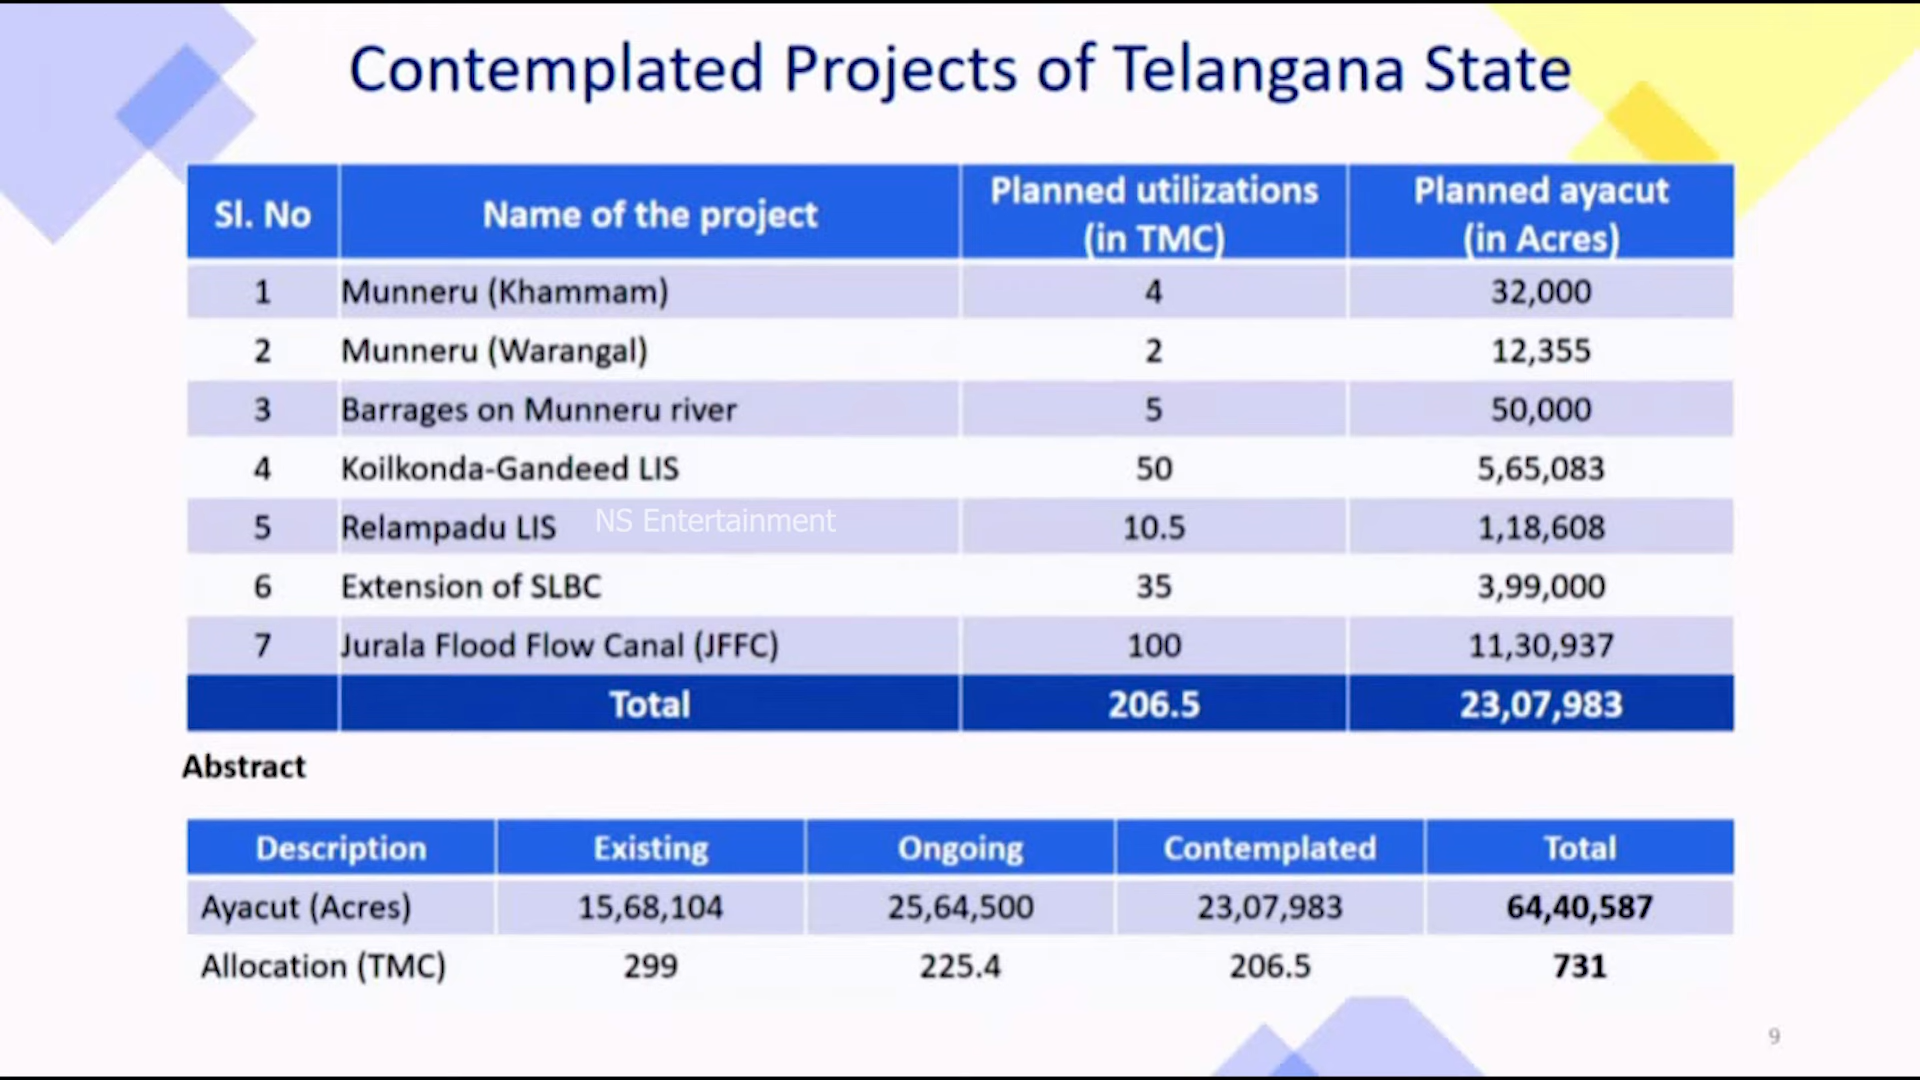 Contemplated Projects of Telangana State
Sl. No Name of the project Planned utilizations (in TMC) Planned ayacut (in Acres)
1 Munneru (Khammam) 4 32,000
2 Munneru (Warangal) 2 12,355
3 Barrages on Munneru river 5 50,000
4 Koilkonda-Gandeed LIS 50 5,65,083
5 Relampadu LIS 10.5 1,18,608
NS Entertainment
6 Extension of SLBC 35 3,99,000
7 Jurala Flood Flow Canal (JFFC) 100 11,30,937
Total 206.5 23,07,983
Abstract
Description Existing Ongoing Contemplated Total
Ayacut (Acres) 15,68,104 25,64,500 23,07,983 64,40,587
Allocation (TMC) 299 225.4 206.5 731
9